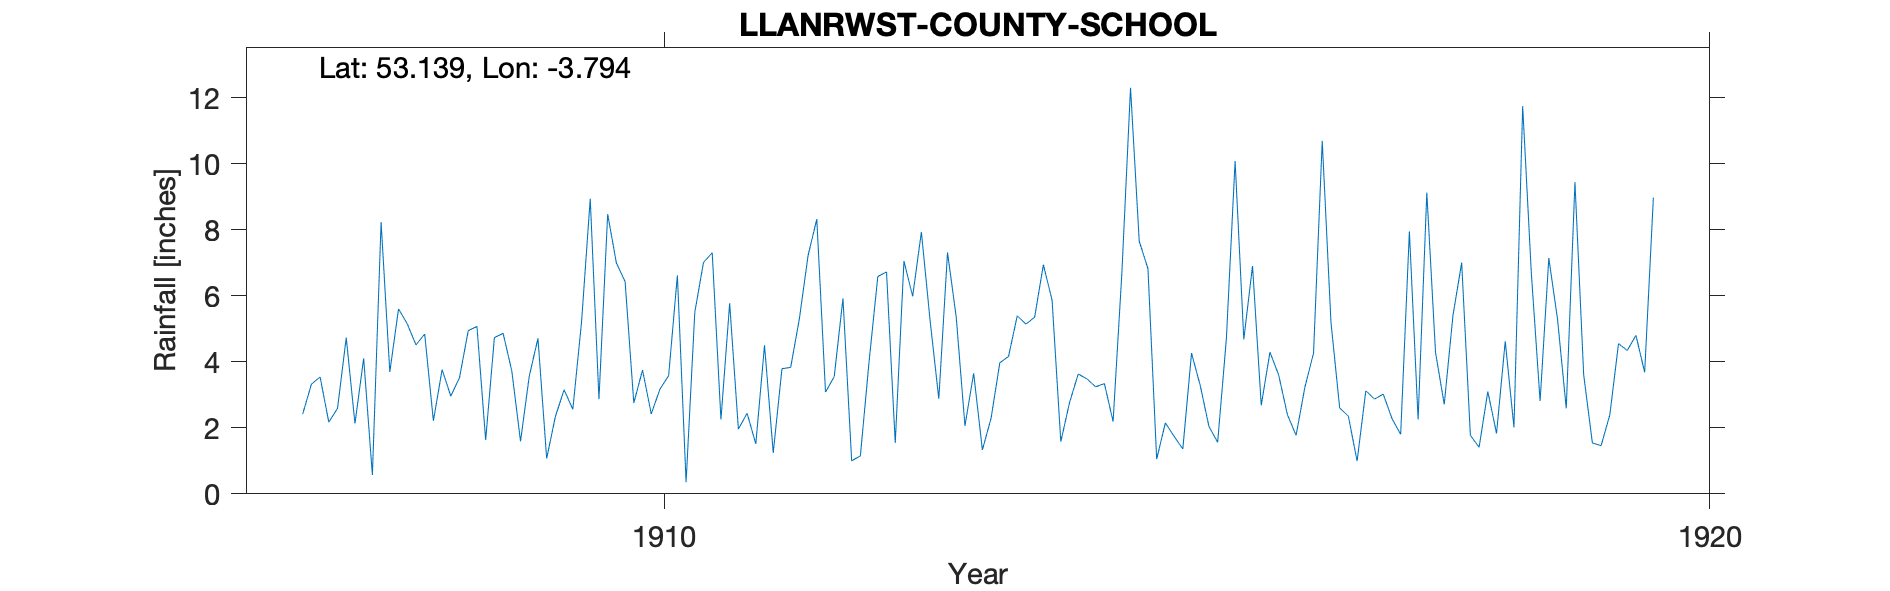 LLANRWST-COUNTY-SCHOOL
Lat: 53.139, Lon: -3.794
12
10
8
6
4
2
0
Rainfall [inches]
1910
1920
Year